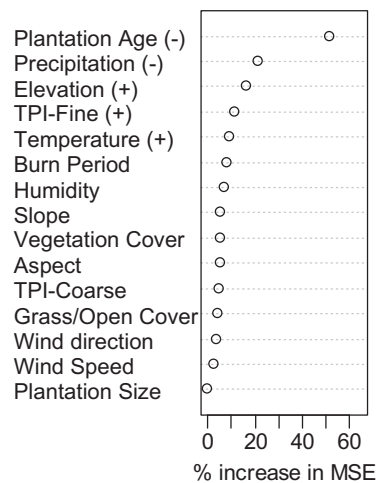 Plantation Age (-)
Precipitation (-)
Elevation (+)
TPI-Fine (+)
Temperature (+)
Burn Period
Humidity
Slope
Vegetation Cover
Aspect
TPI-Coarse
Grass/Open Cover
Wind direction
Wind Speed
Plantation Size
0 20 40 60
% increase in MSE